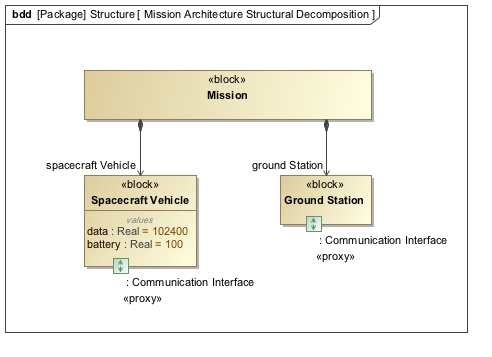 bdd [Package] Structure [ Mission Architecture Structural Decomposition ]
«block»
Mission
spacecraft Vehicle
ground Station
«block»
Spacecraft Vehicle
values
data : Real = 102400
battery : Real = 100
: Communication Interface
«proxy»
«block»
Ground Station
: Communication Interface
«proxy»